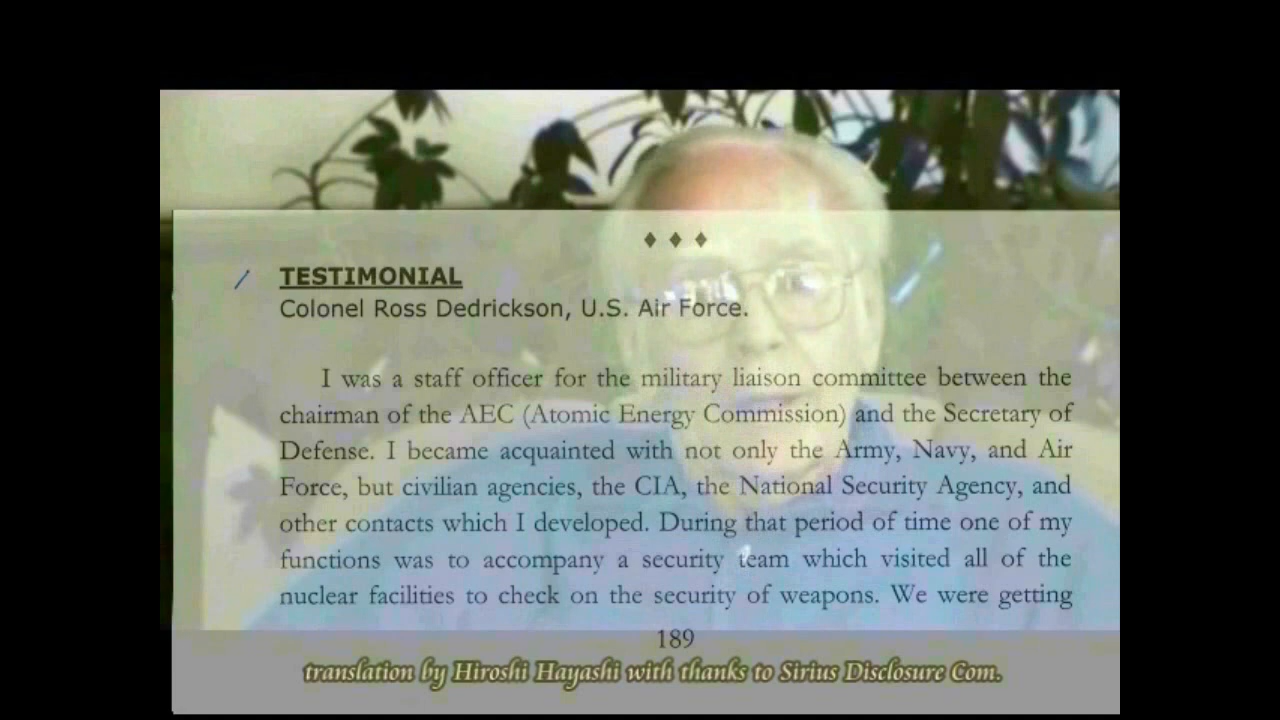 TESTIMONIAL
Colonel Ross Dedrickson, U.S. Air Force.
I was a staff officer for the military liaison committee between the
chairman of the AEC (Atomic Energy Commission) and the Secretary of
Defense. I became acquainted with not only the Army, Navy, and Air
Force, but civilian agencies, the CIA, the National Security Agency, and
other contacts which I developed. During that period of time one of my
functions was to accompany a security team which visited all of the
nuclear facilities to check on the security of weapons. We were getting
189
translation by Hiroshi Hayashi with thanks to Sirius Disclosure Com.